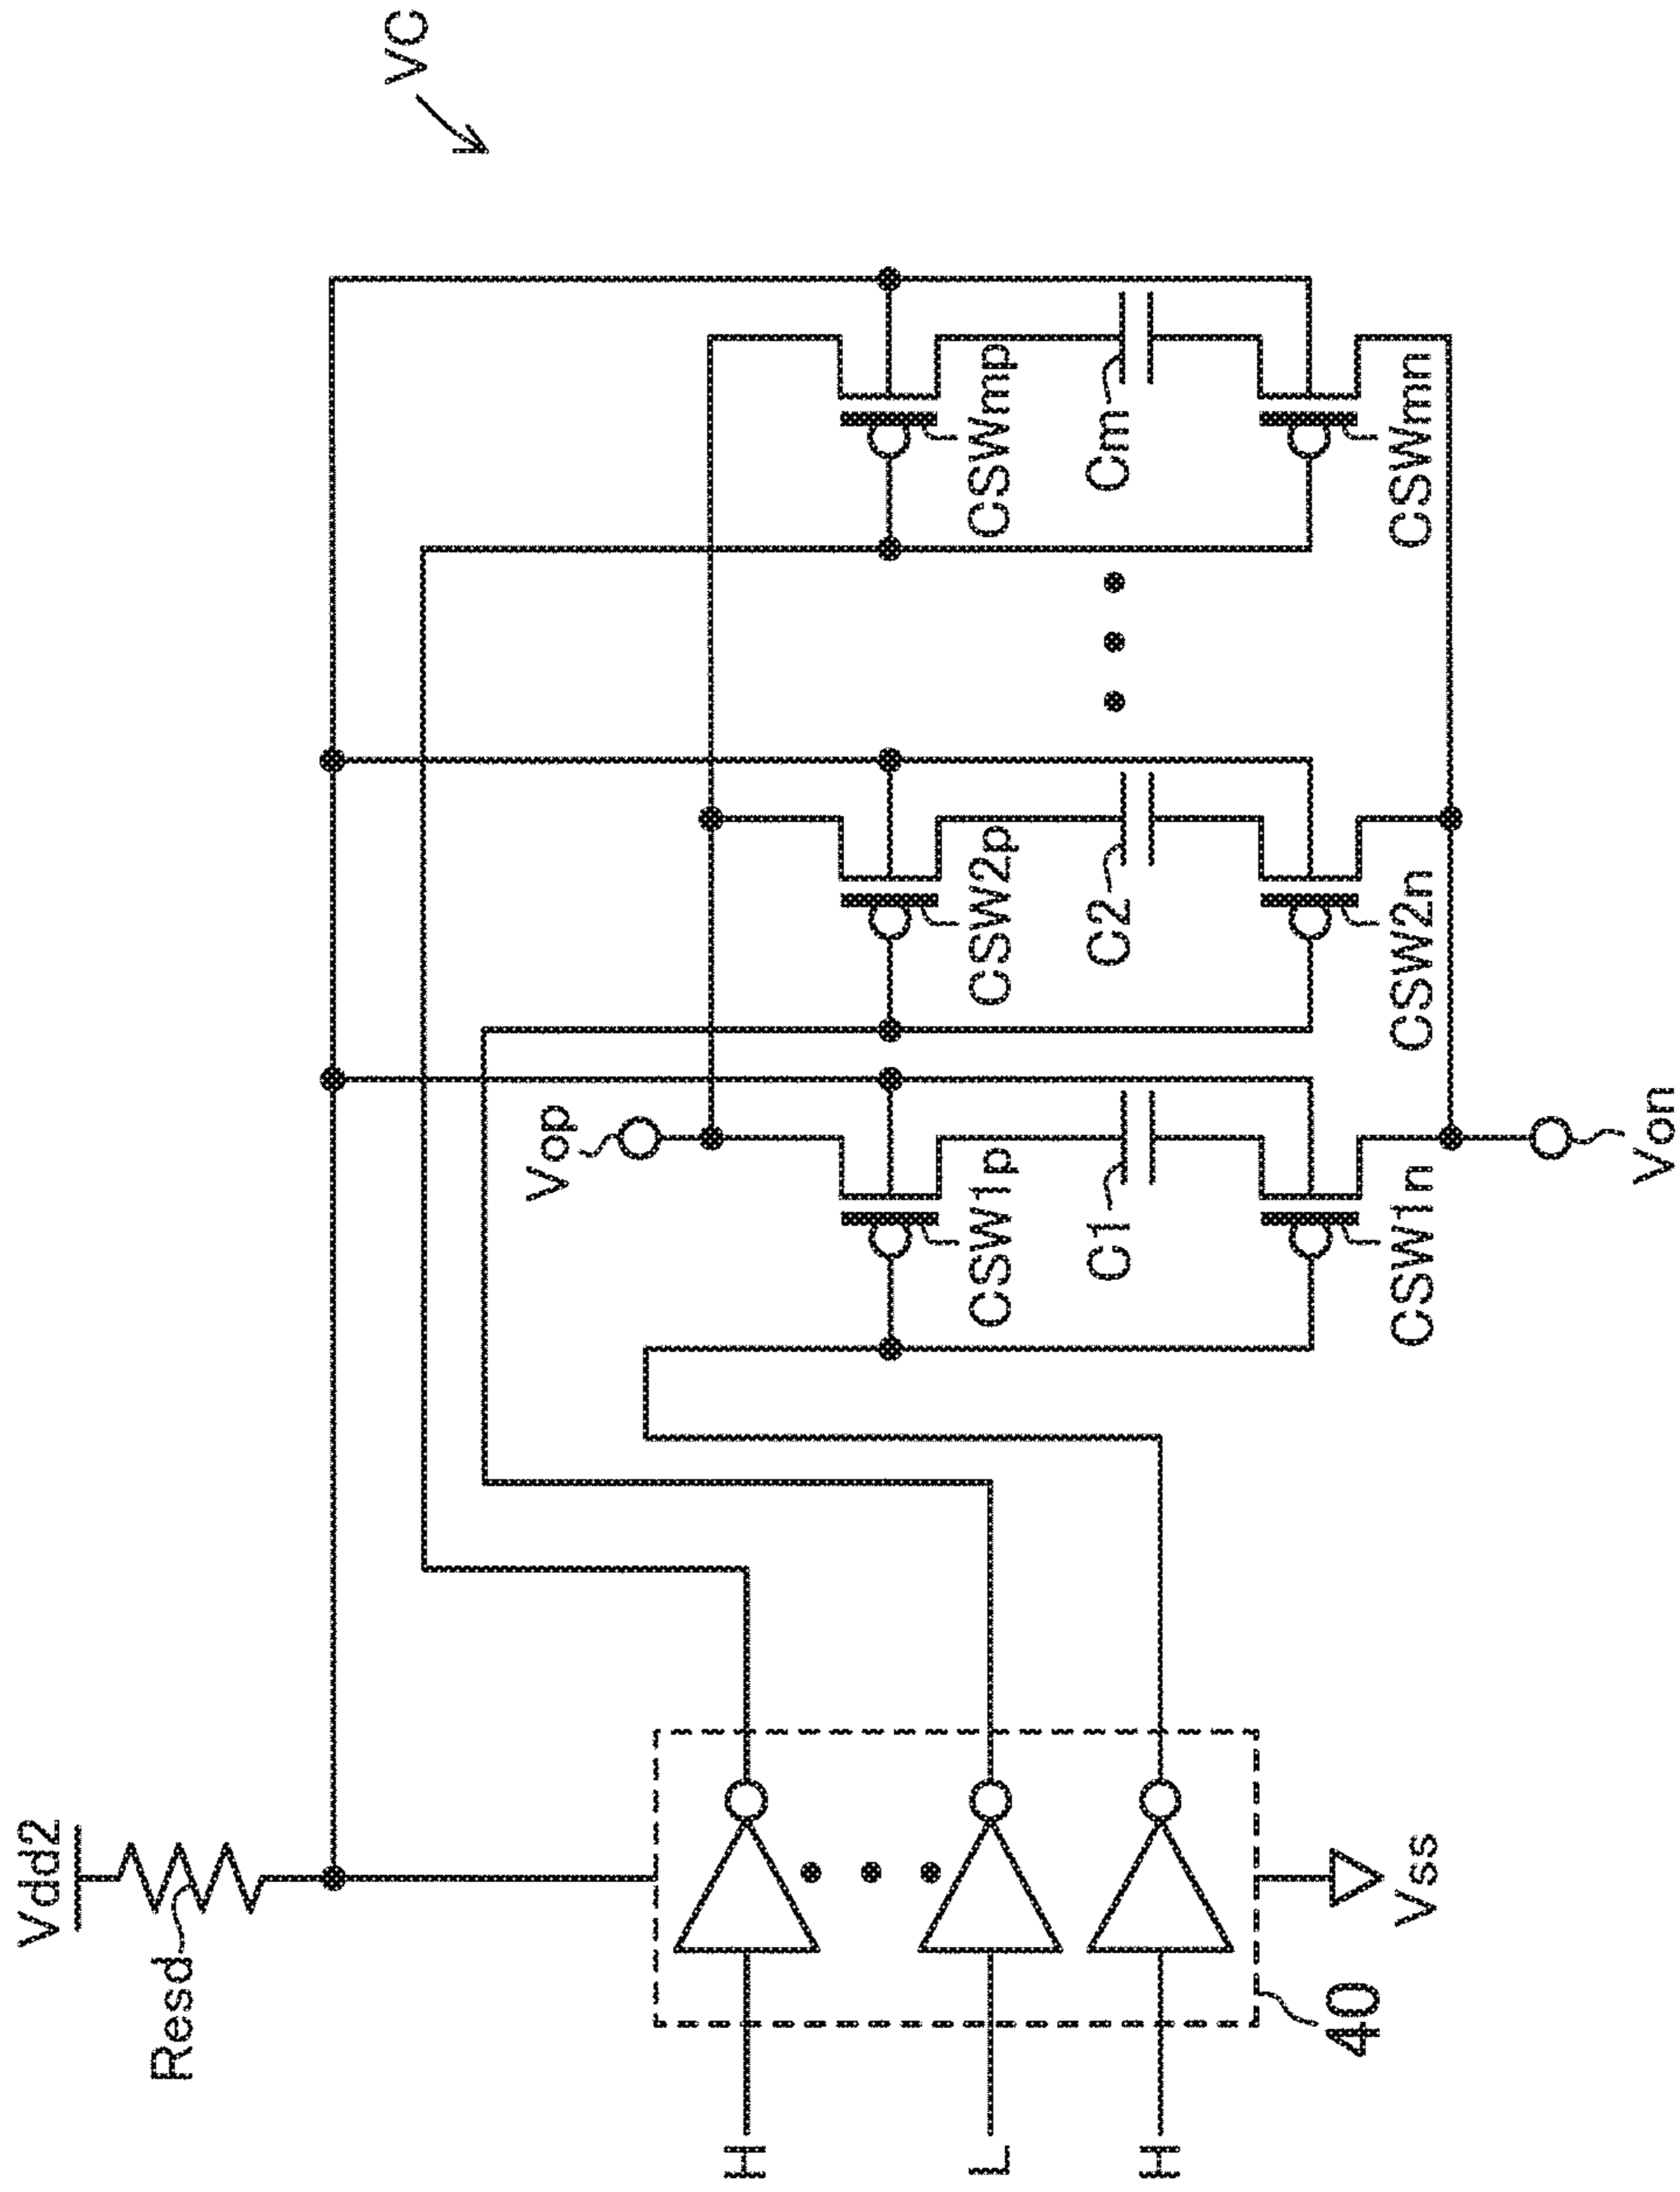 VC
Vdd2
Resd
Vop
CSW1p
CSW2p
CSWmp
C1
C2
Cm
CSW1n
CSW2n
CSWmn
Von
H
L
H
40
Vss